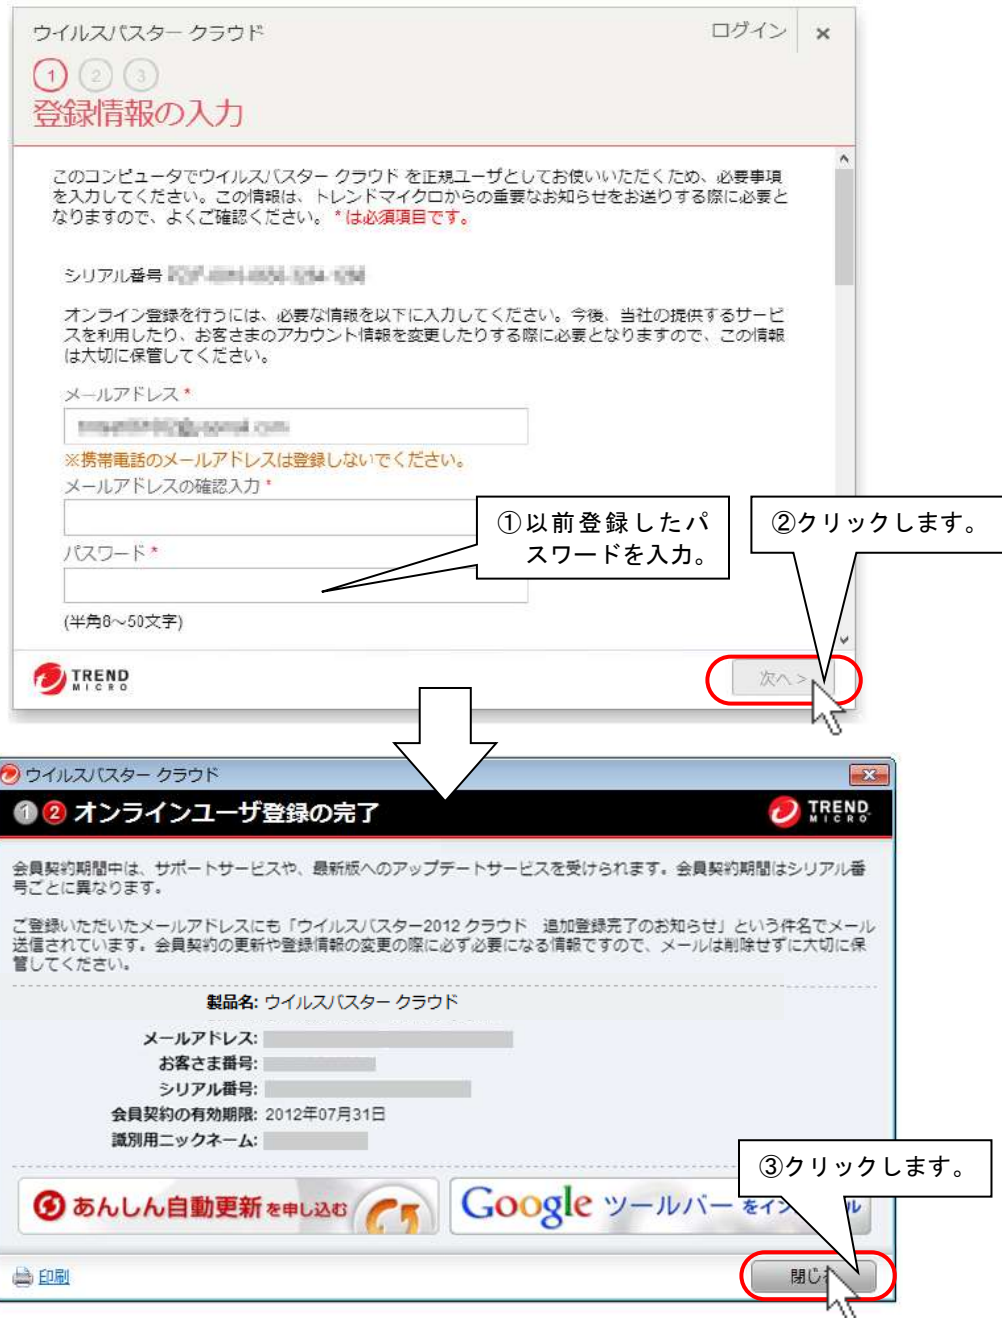 ウイルスバスター クラウド
ログイン ×
1 2 3
登録情報の入力
このコンピュータでウイルスバスター クラウド を正規ユーザとしてお使いいただくため、必要事項
を入力してください。この情報は、トレンドマイクロからの重要なお知らせをお送りする際に必要と
なりますので、よくご確認ください。 * は必須項目です。
シリアル番号
オンライン登録を行うには、必要な情報を以下に入力してください。今後、当社の提供するサービ
スを利用したり、お客さまのアカウント情報を変更したりする際に必要となりますので、この情報
は大切に保管してください。
メールアドレス *
※携帯電話のメールアドレスは登録しないでください。
メールアドレスの確認入力 *
①以前登録したパ
スワードを入力。
②クリックします。
パスワード *
(半角8～50文字)
TREND
MICRO
次へ >
ウイルスバスター クラウド
1 2 オンラインユーザ登録の完了
TREND
MICRO
会員契約期間中は、サポートサービスや、最新版へのアップデートサービスを受けられます。会員契約期間はシリアル番
号ごとに異なります。
ご登録いただいたメールアドレスにも「ウイルスバスター2012 クラウド 追加登録完了のお知らせ」という件名でメール
送信されています。会員契約の更新や登録情報の変更の際に必ず必要になる情報ですので、メールは削除せずに大切に保
管してください。
製品名: ウイルスバスター クラウド
メールアドレス:
お客さま番号:
シリアル番号:
会員契約の有効期限: 2012年07月31日
識別用ニックネーム:
③クリックします。
あんしん自動更新 を申し込む
Google ツールバー をイン ル
印刷
閉じ